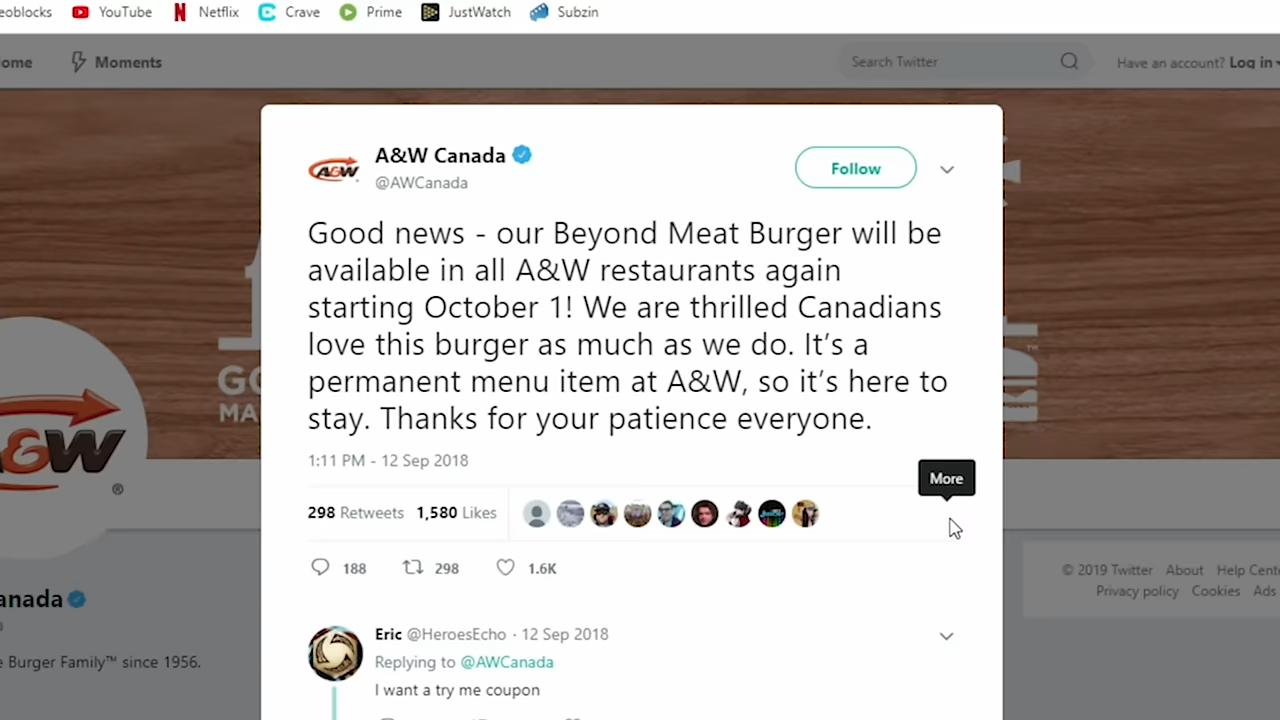 eoblocks YouTube Netflix Crave Prime JustWatch Subzin
ome Moments Search Twitter Have an account? Log in
A&W Canada
@AWCanada
Follow
Good news - our Beyond Meat Burger will be
available in all A&W restaurants again
starting October 1! We are thrilled Canadians
love this burger as much as we do. It's a
permanent menu item at A&W, so it's here to
stay. Thanks for your patience everyone.
1:11 PM - 12 Sep 2018
More
298 Retweets 1,580 Likes
188 298 1.6K
Eric @HeroesEcho · 12 Sep 2018
Replying to @AWCanada
I want a try me coupon
A&W
GO
MA
A&W
®
anada
e Burger Family™ since 1956.
© 2019 Twitter About Help Cent
Privacy policy Cookies Ads